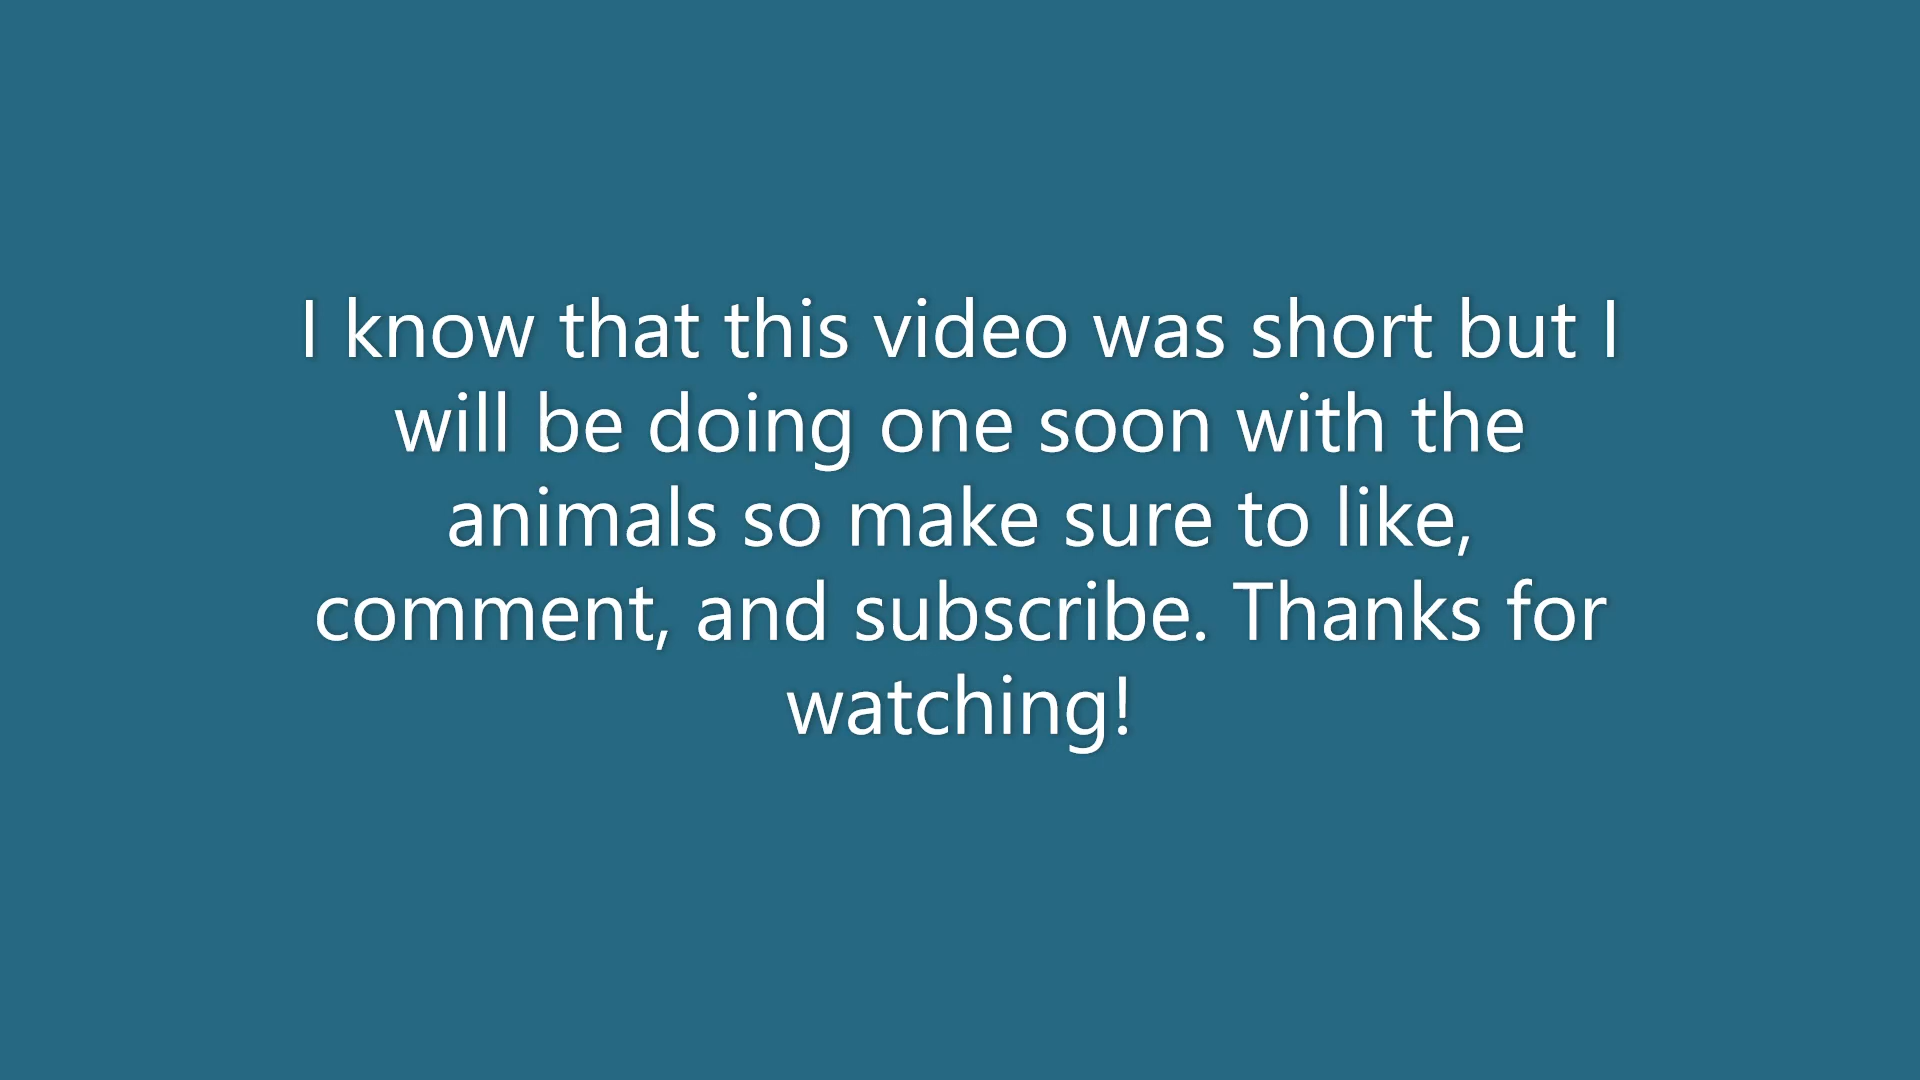 I know that this video was short but I
will be doing one soon with the
animals so make sure to like,
comment, and subscribe. Thanks for
watching!